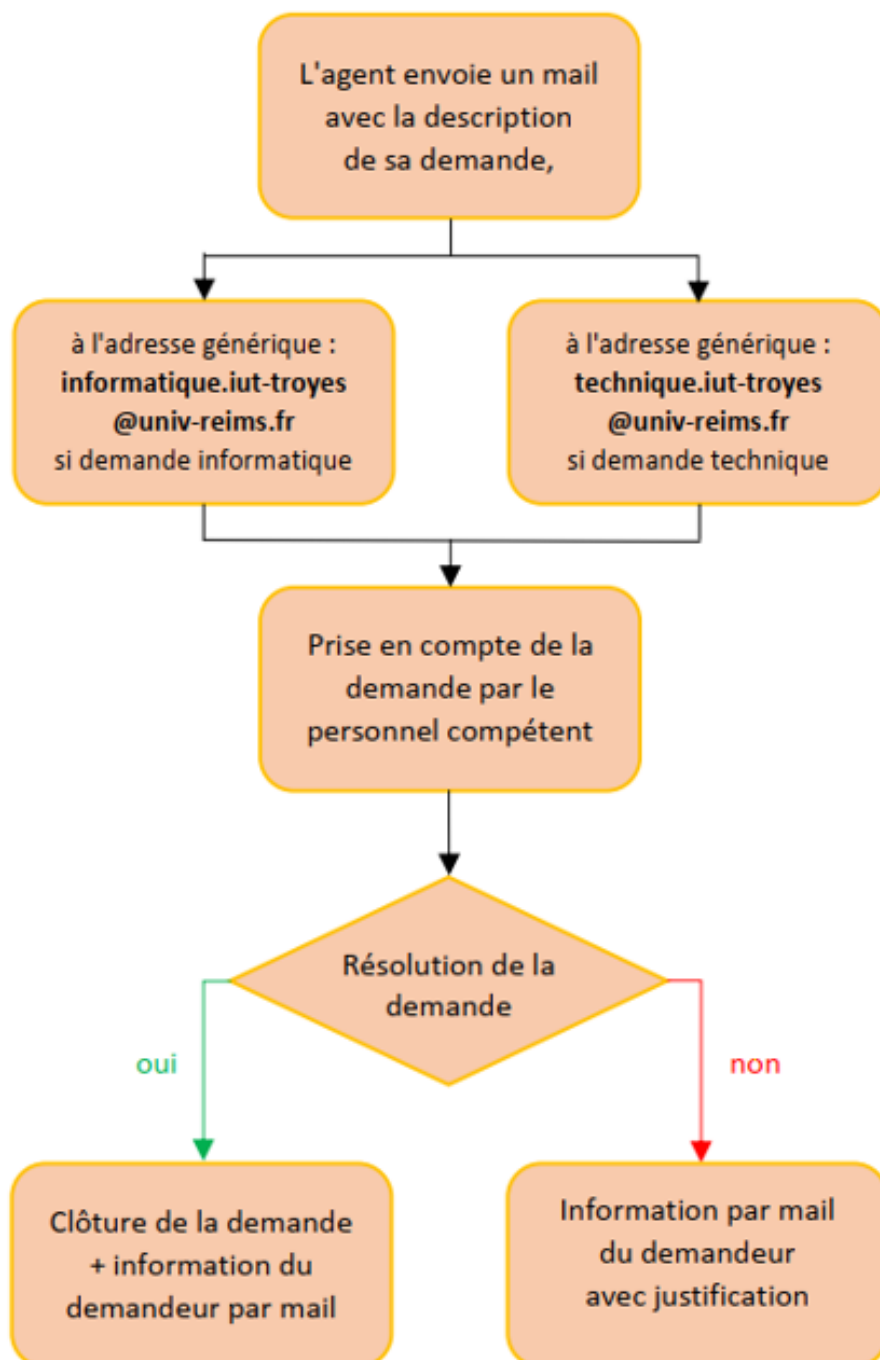 L'agent envoie un mail
avec la description
de sa demande,
à l'adresse générique :
informatique.iut-troyes
@univ-reims.fr
si demande informatique
à l'adresse générique :
technique.iut-troyes
@univ-reims.fr
si demande technique
Prise en compte de la
demande par le
personnel compétent
Résolution de la
demande
oui
non
Clôture de la demande
+ information du
demandeur par mail
Information par mail
du demandeur
avec justification